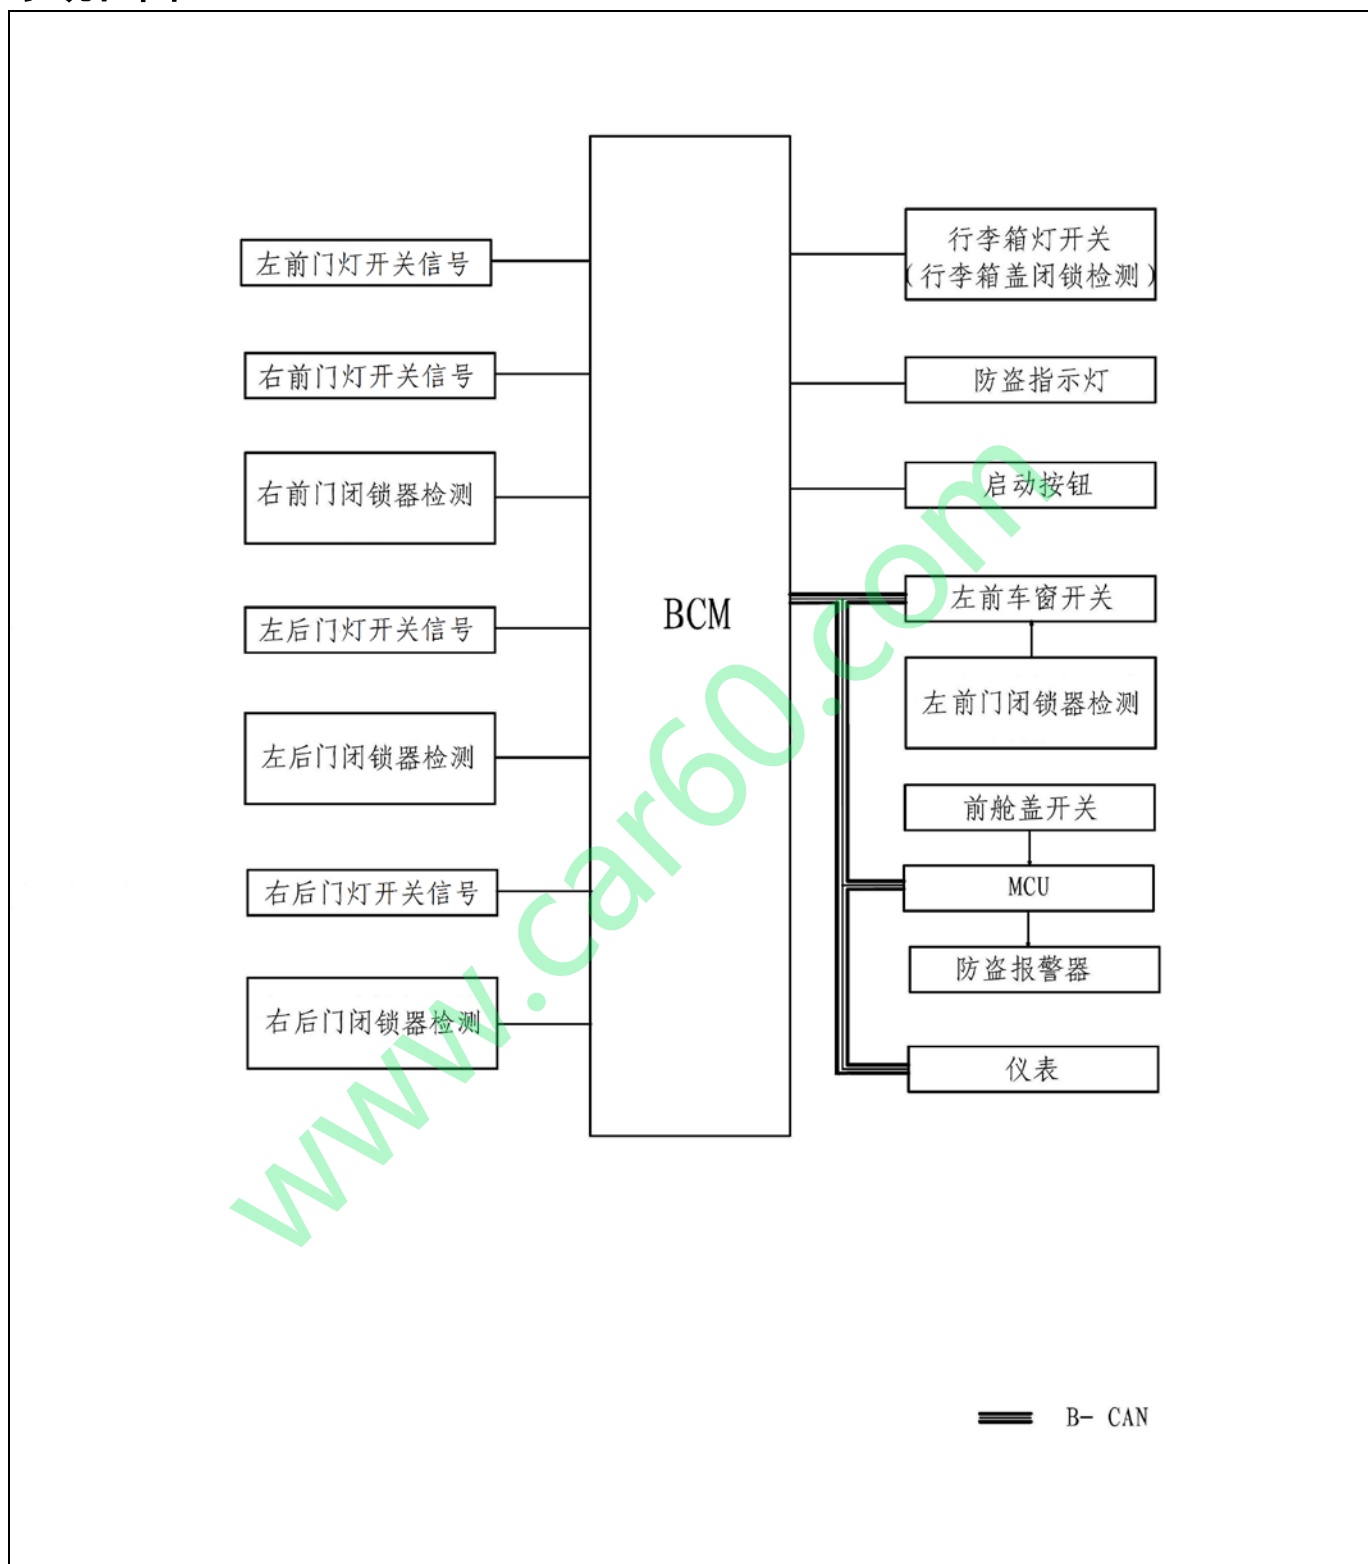 左前门灯开关信号
右前门灯开关信号
右前门闭锁器检测
左后门灯开关信号
左后门闭锁器检测
右后门灯开关信号
右后门闭锁器检测
BCM
行李箱灯开关
(行李箱盖闭锁检测)
防盗指示灯
启动按钮
左前车窗开关
左前门闭锁器检测
前舱盖开关
MCU
防盗报警器
仪表
B- CAN
www.car60.com